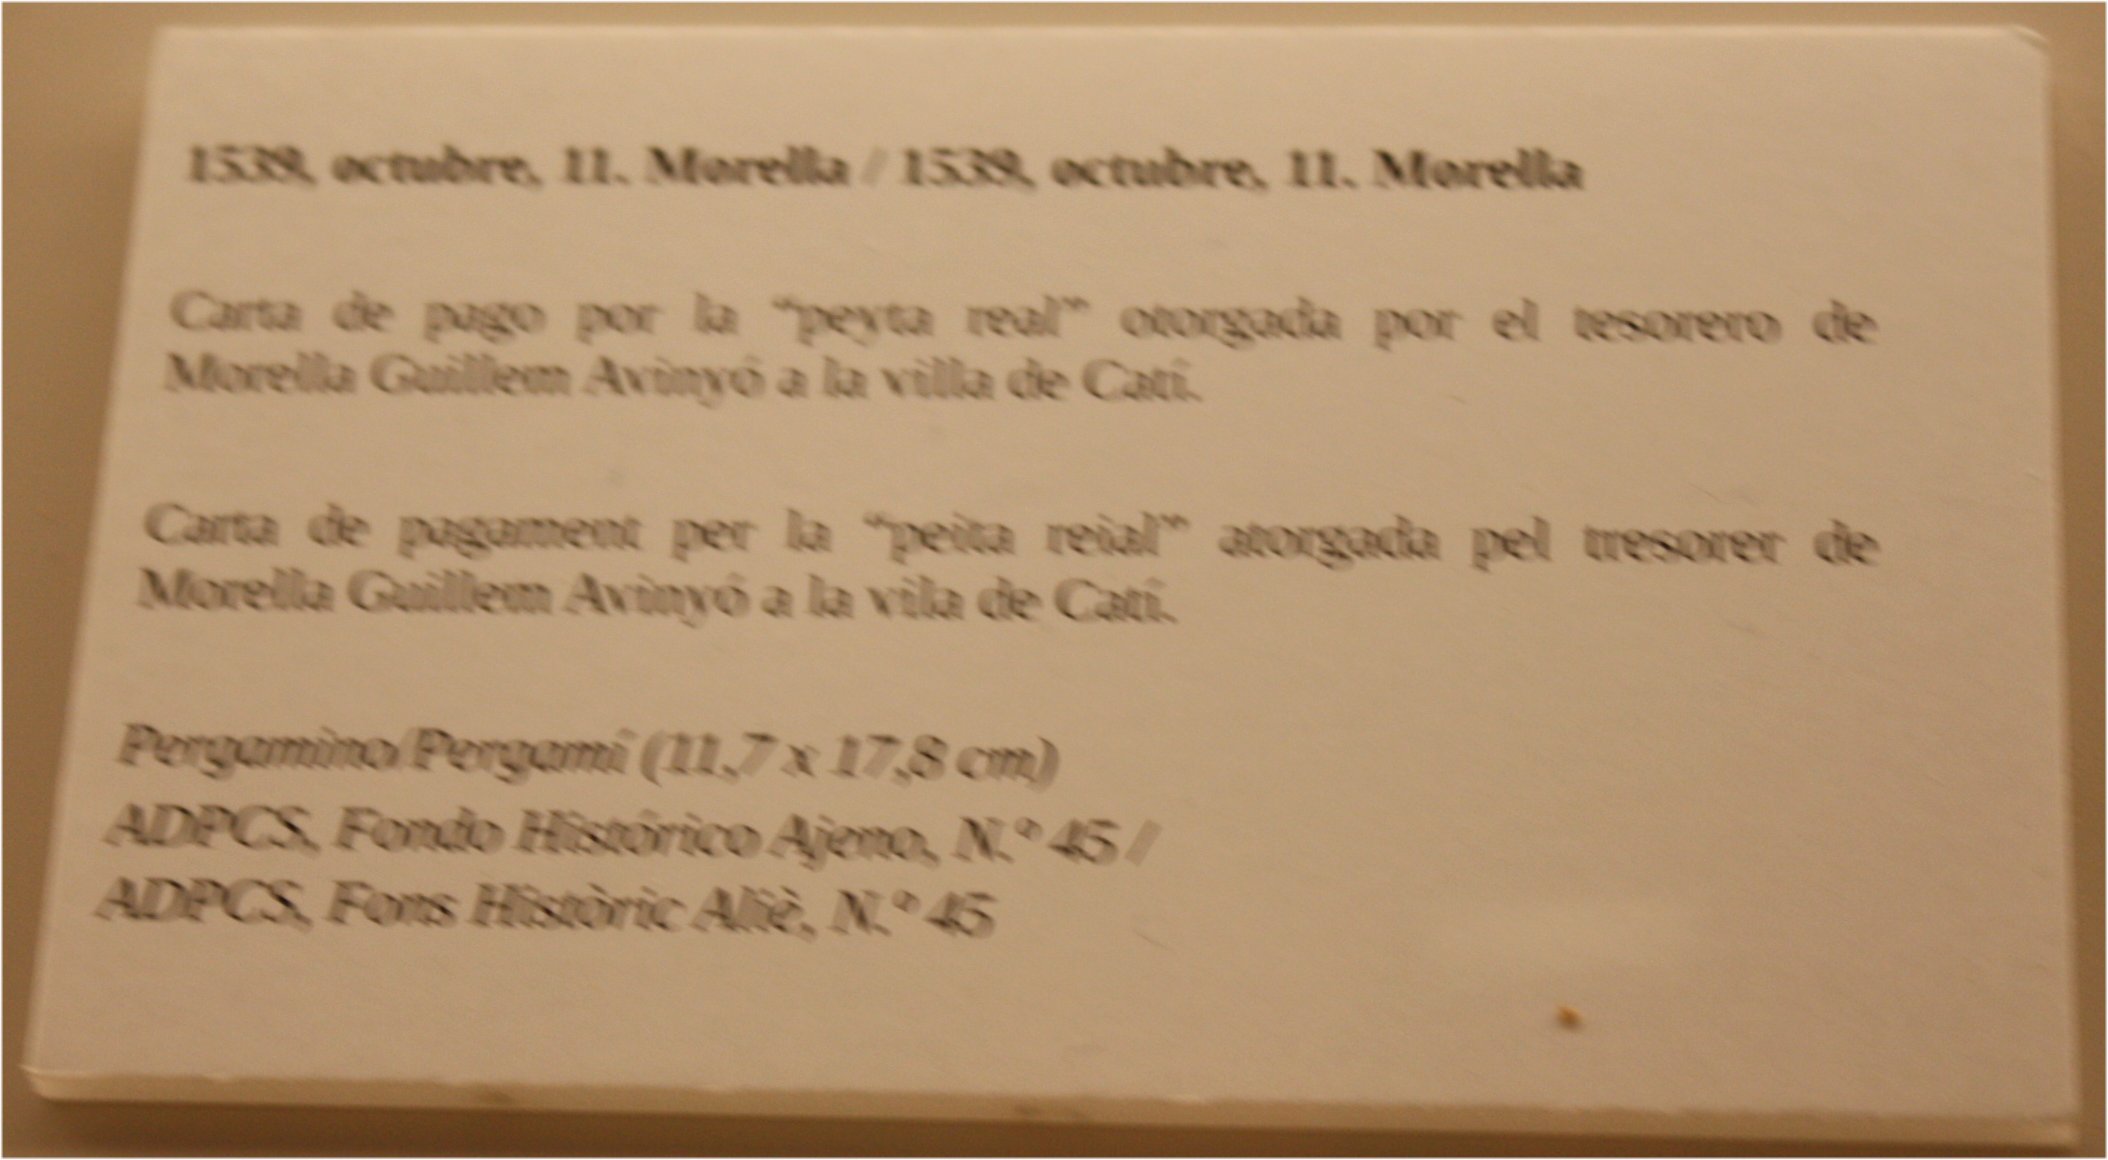 1539, octubre, 11. Morella / 1539, octubre, 11. Morella
Carta de pago por la “peyta real” otorgada por el tesorero de
Morella Guillem Avinyó a la villa de Catí.
Carta de pagament per la “peita reial” atorgada pel tresorer de
Morella Guillem Avinyó a la vila de Catí.
Pergamino/Pergamí (11,7 x 17,8 cm)
ADPCS, Fondo Histórico Ajeno, N.º 45 /
ADPCS, Fons Històric Aliè, N.º 45